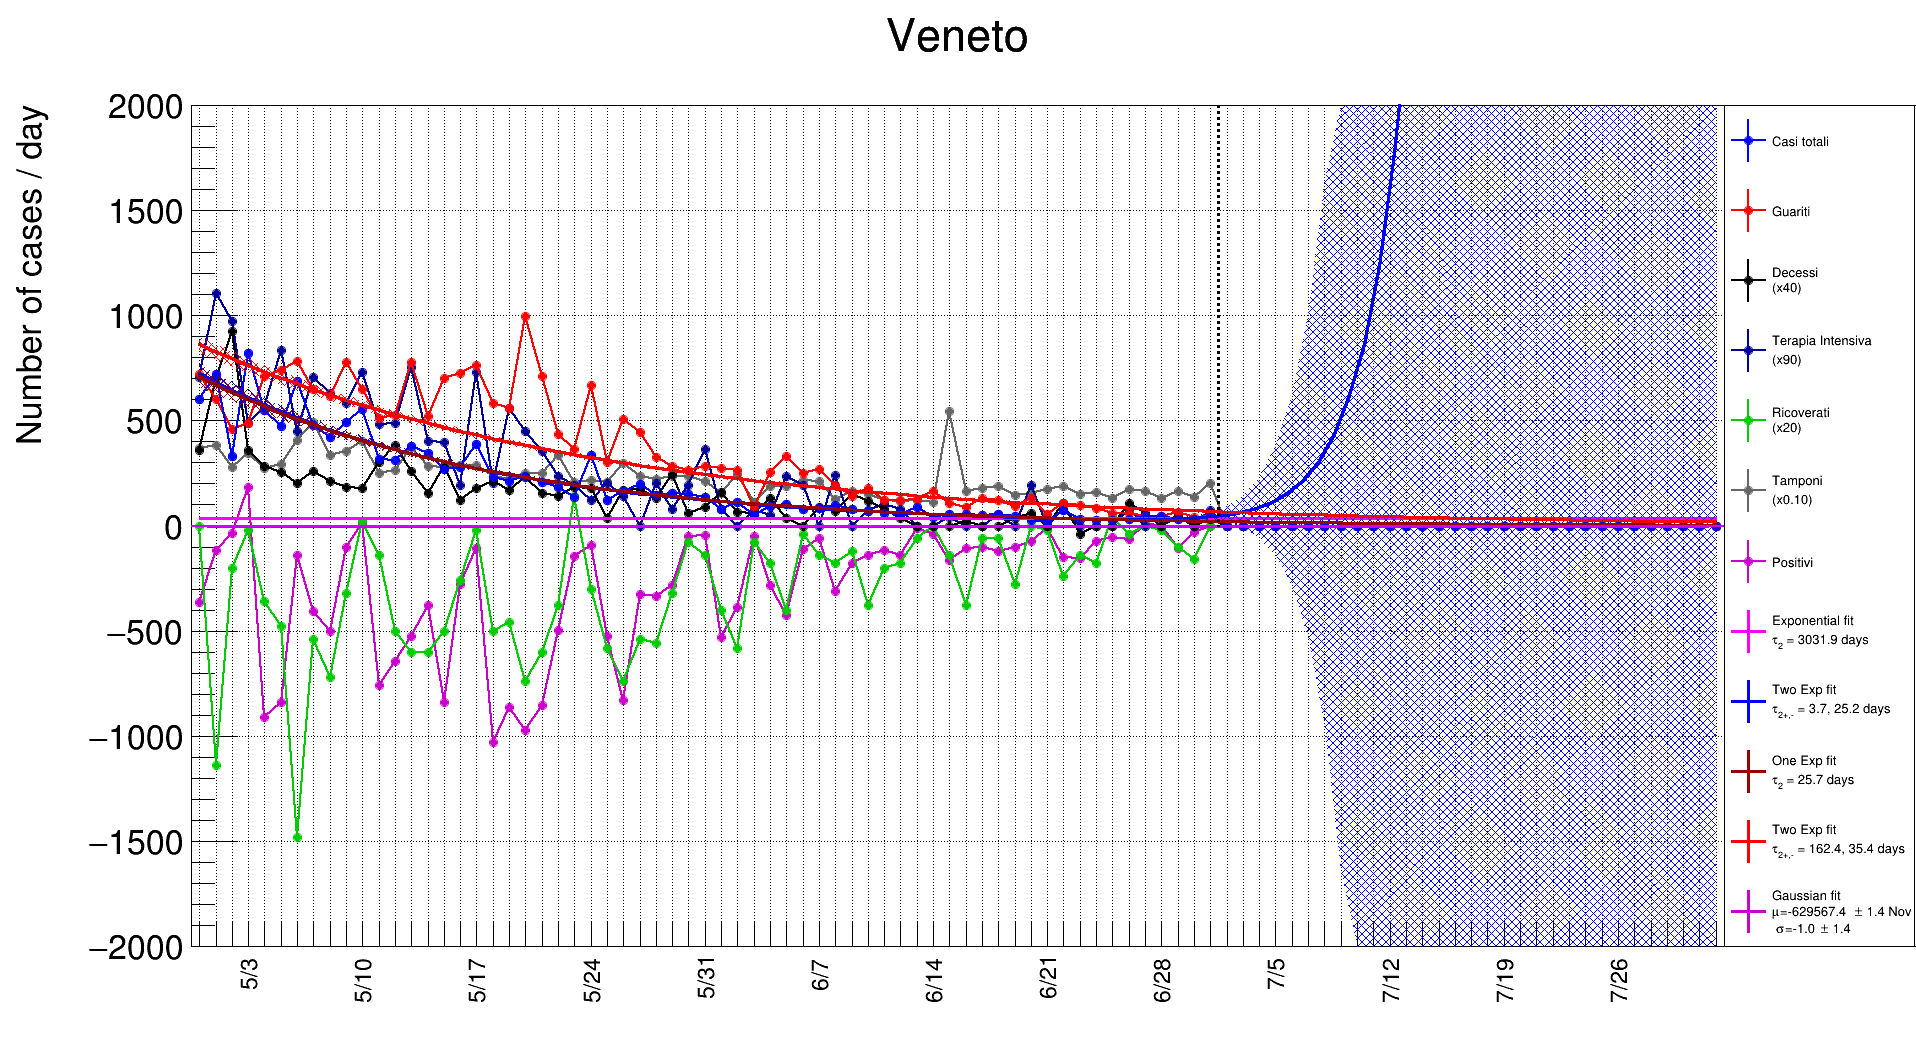 Veneto
Number of cases / day
2000
1500
1000
500
0
−500
−1000
−1500
−2000
5/3
5/10
5/17
5/24
5/31
6/7
6/14
6/21
6/28
7/5
7/12
7/19
7/26
Casi totali
Guariti
Decessi
(x40)
Terapia Intensiva
(x90)
Ricoverati
(x20)
Tamponi
(x0.10)
Positivi
Exponential fit
τ2 = 3031.9 days
Two Exp fit
τ2+,- = 3.7, 25.2 days
One Exp fit
τ2 = 25.7 days
Two Exp fit
τ2+,- = 162.4, 35.4 days
Gaussian fit
μ=-629567.4 ± 1.4 Nov
σ=-1.0 ± 1.4